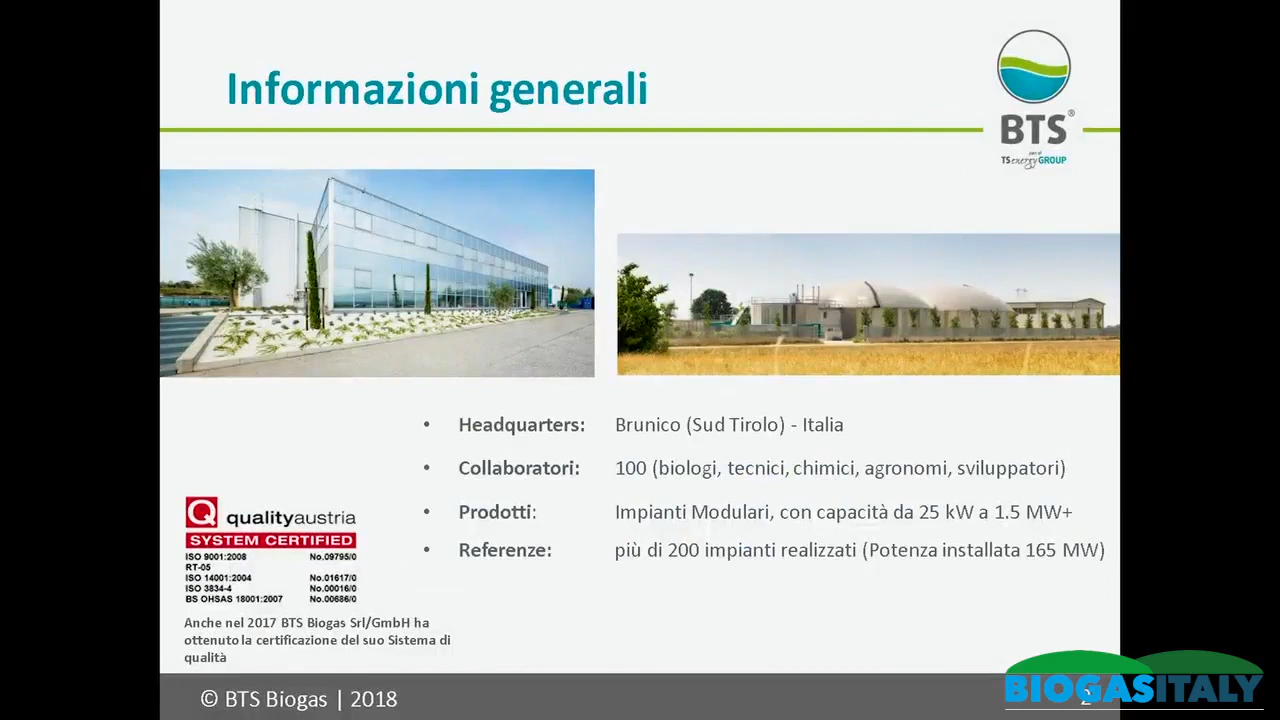 Informazioni generali
BTS®
part of
TS energy GROUP
• Headquarters: Brunico (Sud Tirolo) - Italia
• Collaboratori: 100 (biologi, tecnici, chimici, agronomi, sviluppatori)
• Prodotti: Impianti Modulari, con capacità da 25 kW a 1.5 MW+
• Referenze: più di 200 impianti realizzati (Potenza installata 165 MW)
Q qualityaustria
SYSTEM CERTIFIED
ISO 9001:2008 No.09795/0
RT-05
ISO 14001:2004 No.01617/0
ISO 3834-4 No.00016/0
BS OHSAS 18001:2007 No.00686/0
Anche nel 2017 BTS Biogas Srl/GmbH ha
ottenuto la certificazione del suo Sistema di
qualità
© BTS Biogas | 2018
2
BIOGASITALY